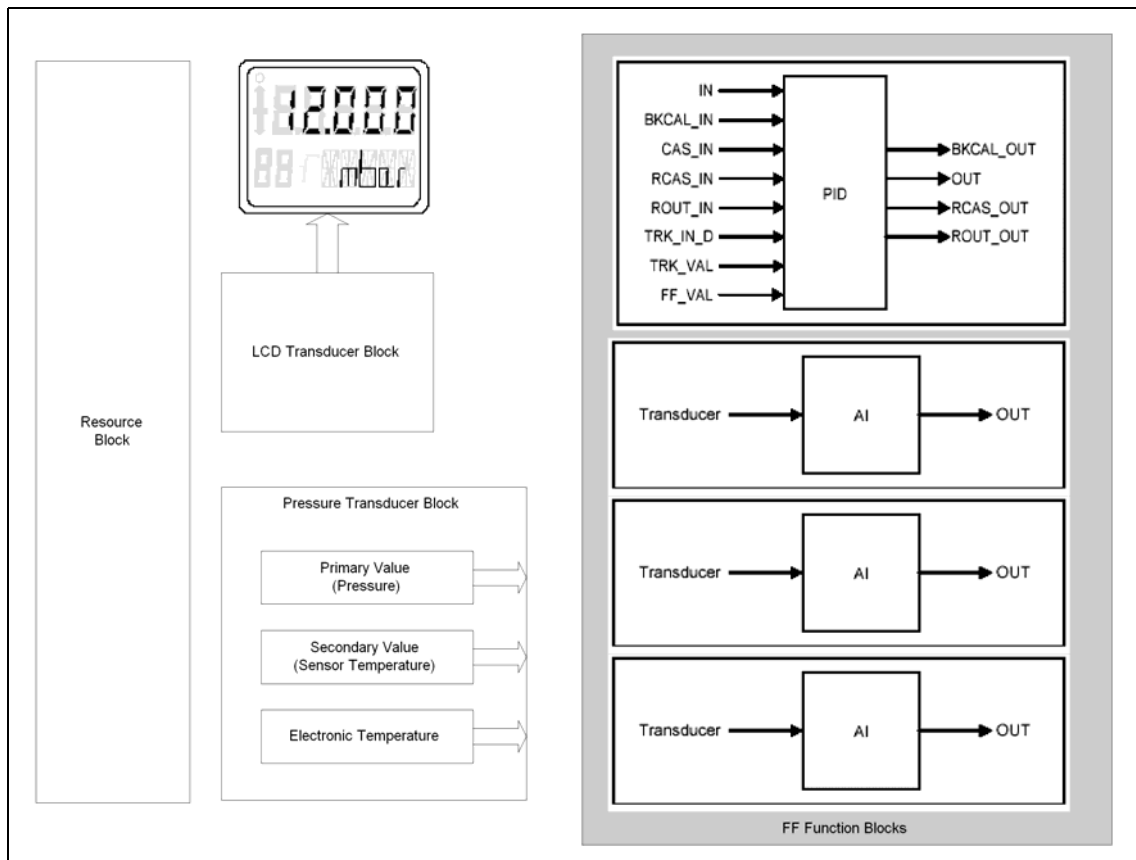 12.000
mbar
Resource
Block
LCD Transducer Block
Pressure Transducer Block
Primary Value
(Pressure)
Secondary Value
(Sensor Temperature)
Electronic Temperature
IN
BKCAL_IN
CAS_IN
RCAS_IN
ROUT_IN
TRK_IN_D
TRK_VAL
FF_VAL
PID
BKCAL_OUT
OUT
RCAS_OUT
ROUT_OUT
Transducer AI OUT
Transducer AI OUT
Transducer AI OUT
FF Function Blocks